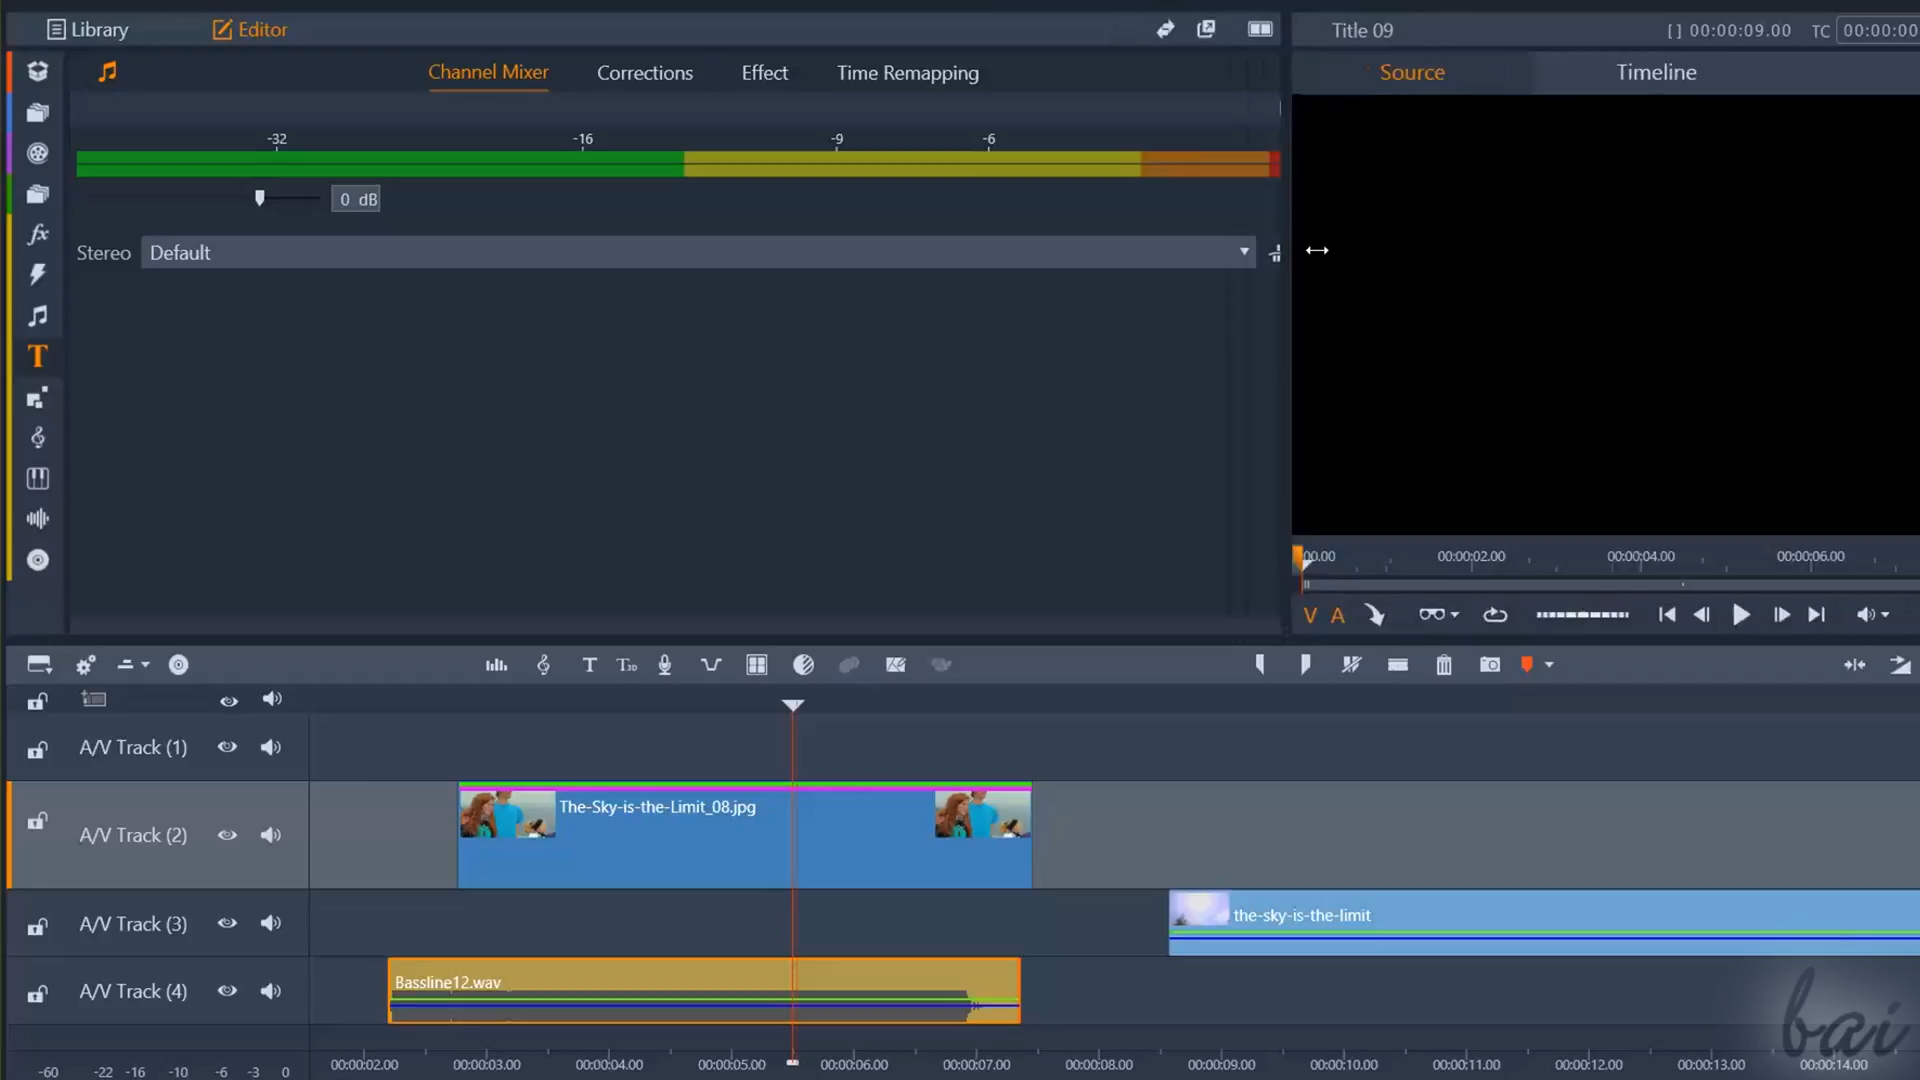 Library
Editor
Title 09
[ ] 00:00:09.00
TC 00:00:00
Channel Mixer
Corrections
Effect
Time Remapping
Source
Timeline
-32
-16
-9
-6
0 dB
fx
Stereo
Default
T
00.00
00:00:02.00
00:00:04.00
00:00:06.00
V A
T
T3D
A/V Track (1)
A/V Track (2)
The-Sky-is-the-Limit_08.jpg
A/V Track (3)
the-sky-is-the-limit
A/V Track (4)
Bassline12.wav
bai
-60 -22 -16 -10 -6 -3 0
00:00:02.00
00:00:03.00
00:00:04.00
00:00:05.00
00:00:06.00
00:00:07.00
00:00:08.00
00:00:09.00
00:00:10.00
00:00:11.00
00:00:12.00
00:00:13.00
00:00:14.00